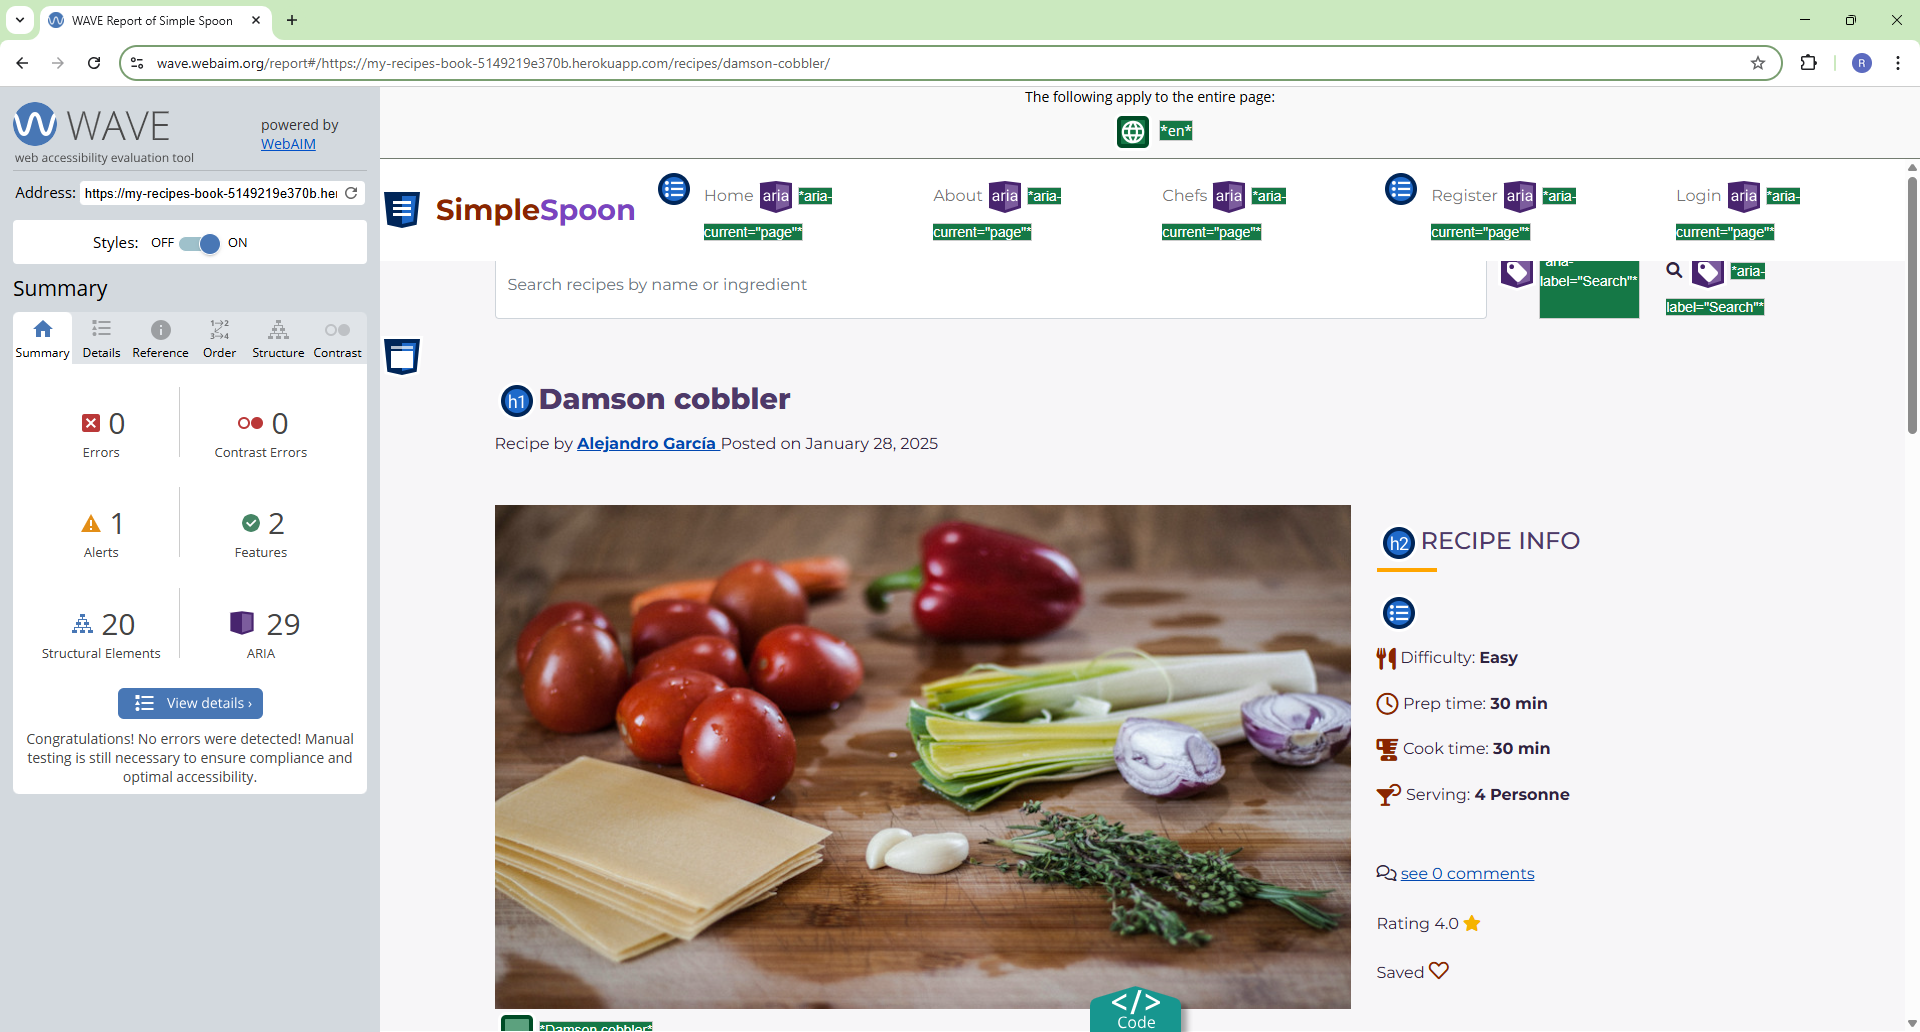 WAVE Report of Simple Spoon
wave.webaim.org/report#/https://my-recipes-book-5149219e370b.herokuapp.com/recipes/damson-cobbler/
R
WAVE
web accessibility evaluation tool
powered by
WebAIM
Address:
https://my-recipes-book-5149219e370b.her
Styles: OFF ON
Summary
Summary Details Reference Order Structure Contrast
0
Errors
0
Contrast Errors
1
Alerts
2
Features
20
Structural Elements
29
ARIA
View details ›
Congratulations! No errors were detected! Manual
testing is still necessary to ensure compliance and
optimal accessibility.
The following apply to the entire page:
*en*
SimpleSpoon
Home aria *aria-
current="page"*
About aria *aria-
current="page"*
Chefs aria *aria-
current="page"*
Register aria *aria-
current="page"*
Login aria *aria-
current="page"*
Search recipes by name or ingredient
*aria-
label="Search"*
*aria-
label="Search"*
h1 Damson cobbler
Recipe by Alejandro García Posted on January 28, 2025
h2 RECIPE INFO
Difficulty: Easy
Prep time: 30 min
Cook time: 30 min
Serving: 4 Personne
see 0 comments
Rating 4.0
Saved
*Damson cobbler*
</>
Code